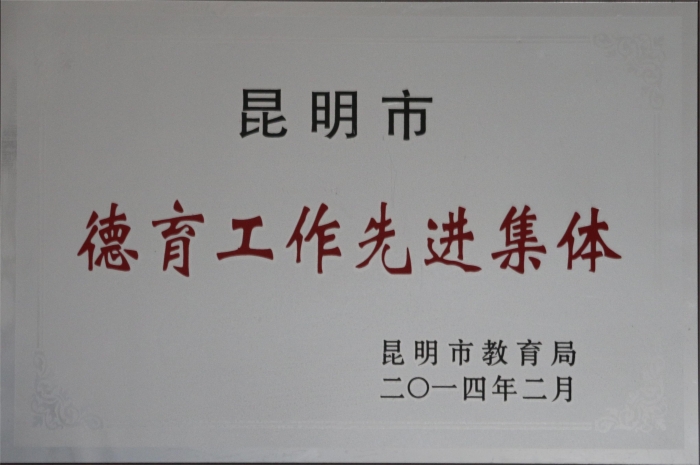 昆明市
德育工作先进集体
昆明市教育局
二〇一四年二月